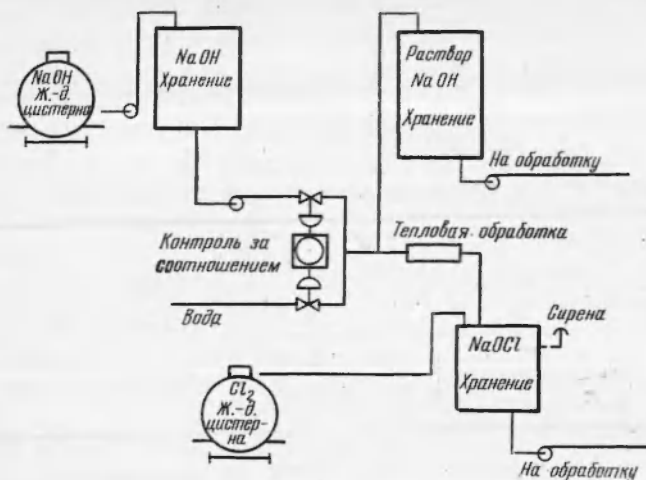 NaOH
Ж.-д.
цистерна
NaOH
Хранение
Раствор
NaOH
Хранение
На обработку
Контроль за
соотношением
Тепловая обработка
Вода
Сирена
NaOCl
Хранение
Cl₂
Ж.-д.
цистер-
на
На обработку